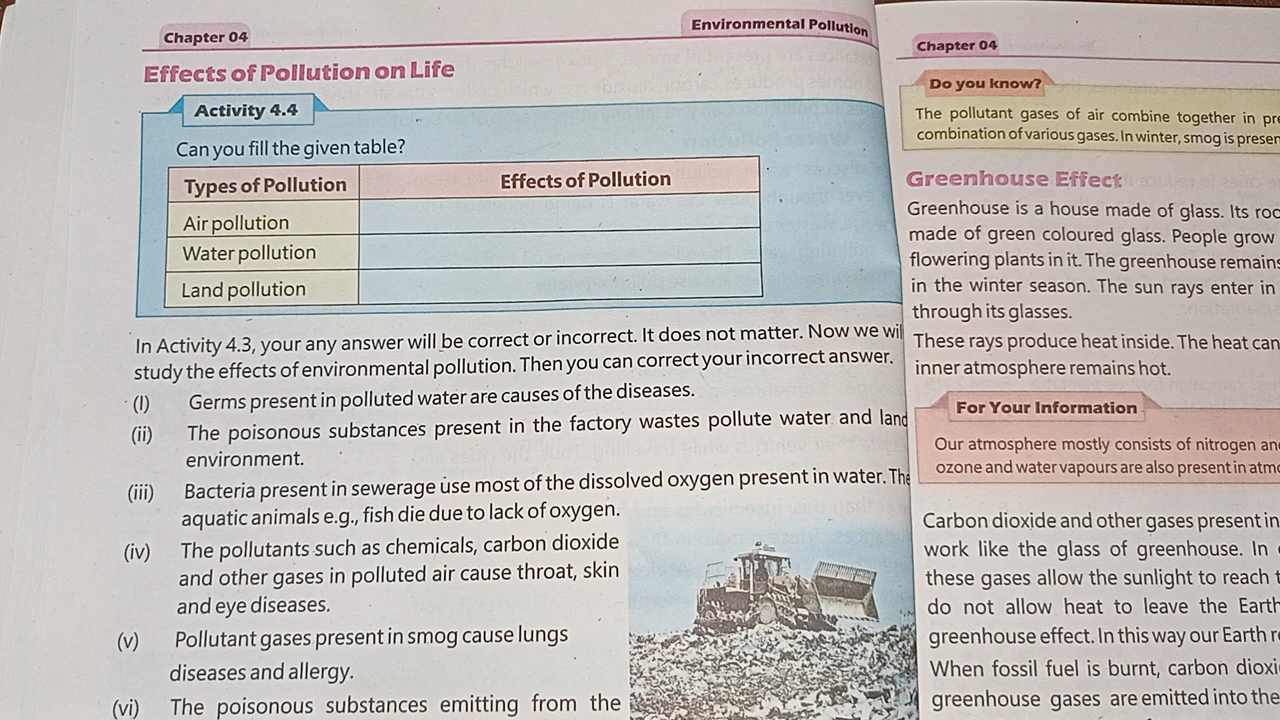 Chapter 04
Environmental Pollution
Effects of Pollution on Life
Activity 4.4
Can you fill the given table?
Types of Pollution
Effects of Pollution
Air pollution
Water pollution
Land pollution
In Activity 4.3, your any answer will be correct or incorrect. It does not matter. Now we wil
study the effects of environmental pollution. Then you can correct your incorrect answer.
(I) Germs present in polluted water are causes of the diseases.
(ii) The poisonous substances present in the factory wastes pollute water and land
environment.
(iii) Bacteria present in sewerage use most of the dissolved oxygen present in water. The
aquatic animals e.g., fish die due to lack of oxygen.
(iv) The pollutants such as chemicals, carbon dioxide
and other gases in polluted air cause throat, skin
and eye diseases.
(v) Pollutant gases present in smog cause lungs
diseases and allergy.
(vi) The poisonous substances emitting from the
Chapter 04
Do you know?
The pollutant gases of air combine together in pre
combination of various gases. In winter, smog is presen
Greenhouse Effect
Greenhouse is a house made of glass. Its roo
made of green coloured glass. People grow
flowering plants in it. The greenhouse remains
in the winter season. The sun rays enter in
through its glasses.
These rays produce heat inside. The heat can
inner atmosphere remains hot.
For Your Information
Our atmosphere mostly consists of nitrogen an
ozone and water vapours are also present in atmo
Carbon dioxide and other gases present in
work like the glass of greenhouse. In
these gases allow the sunlight to reach t
do not allow heat to leave the Earth
greenhouse effect. In this way our Earth re
When fossil fuel is burnt, carbon dioxi
greenhouse gases are emitted into the